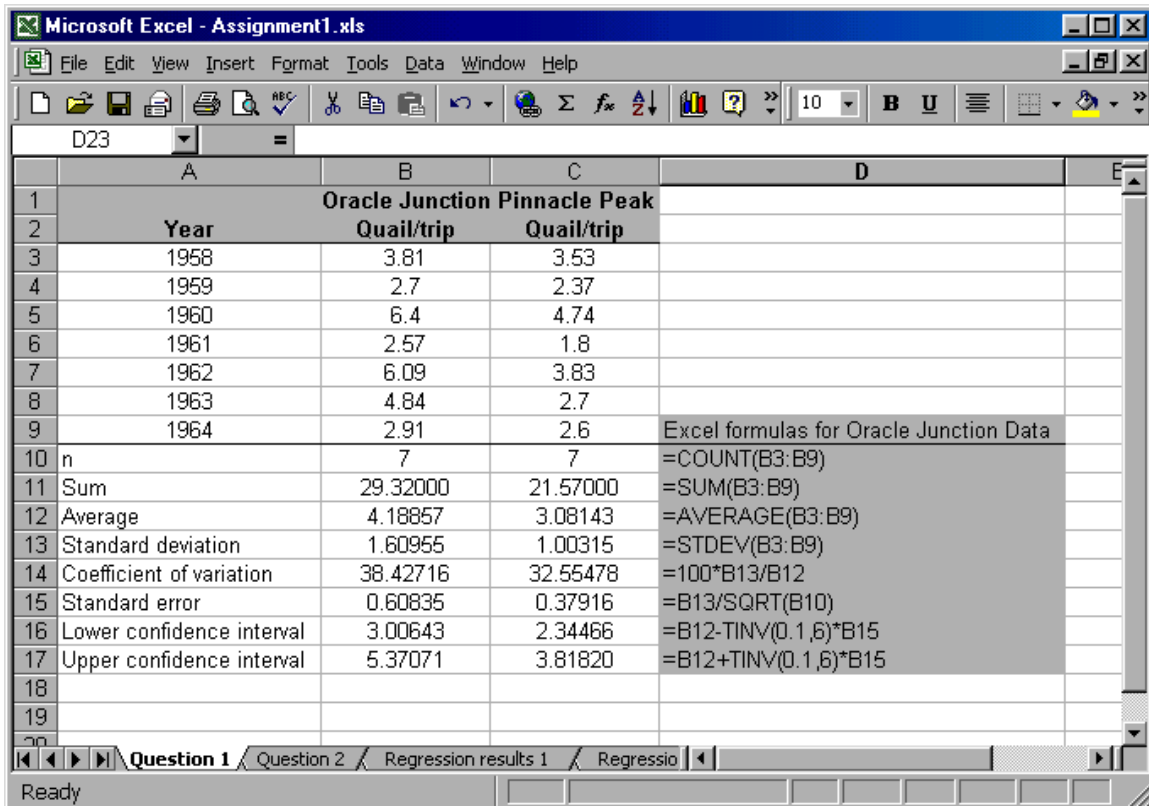 Microsoft Excel - Assignment1.xls
File Edit View Insert Format Tools Data Window Help
ABC Σ fx A Z ? » 10 B U »
D23 =
A B C D E
1 Oracle Junction Pinnacle Peak
2 Year Quail/trip Quail/trip
3 1958 3.81 3.53
4 1959 2.7 2.37
5 1960 6.4 4.74
6 1961 2.57 1.8
7 1962 6.09 3.83
8 1963 4.84 2.7
9 1964 2.91 2.6 Excel formulas for Oracle Junction Data
10 n 7 7 =COUNT(B3:B9)
11 Sum 29.32000 21.57000 =SUM(B3:B9)
12 Average 4.18857 3.08143 =AVERAGE(B3:B9)
13 Standard deviation 1.60955 1.00315 =STDEV(B3:B9)
14 Coefficient of variation 38.42716 32.55478 =100*B13/B12
15 Standard error 0.60835 0.37916 =B13/SQRT(B10)
16 Lower confidence interval 3.00643 2.34466 =B12-TINV(0.1,6)*B15
17 Upper confidence interval 5.37071 3.81820 =B12+TINV(0.1,6)*B15
18
19
20
Question 1 Question 2 Regression results 1 Regressio
Ready